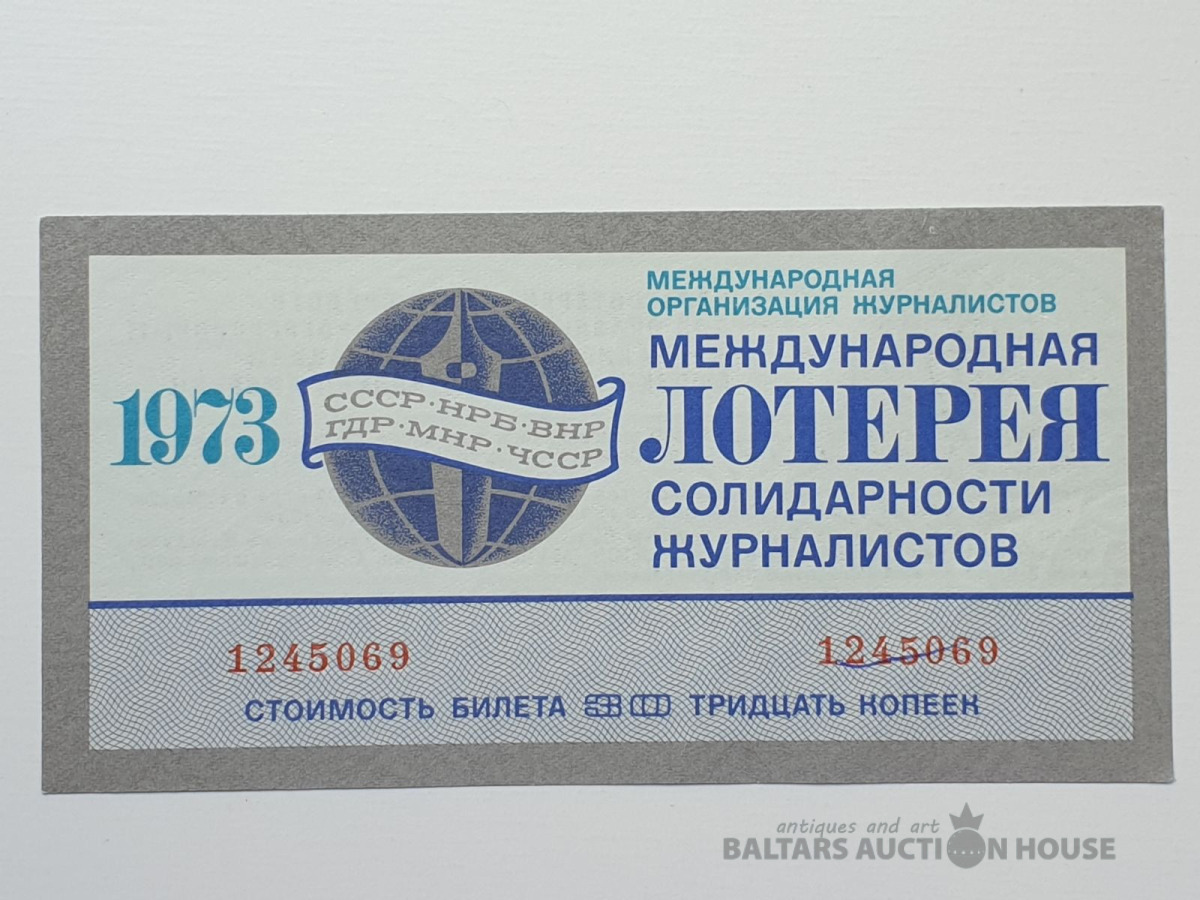 МЕЖДУНАРОДНАЯ
ОРГАНИЗАЦИЯ ЖУРНАЛИСТОВ
МЕЖДУНАРОДНАЯ
ЛОТЕРЕЯ
СОЛИДАРНОСТИ
ЖУРНАЛИСТОВ
1973
СССР·НРБ·ВНР
ГДР·МНР·ЧССР
1245069 1245069
СТОИМОСТЬ БИЛЕТА 30 ТРИДЦАТЬ КОПЕЕК
antiques and art
BALTARS AUCTION HOUSE